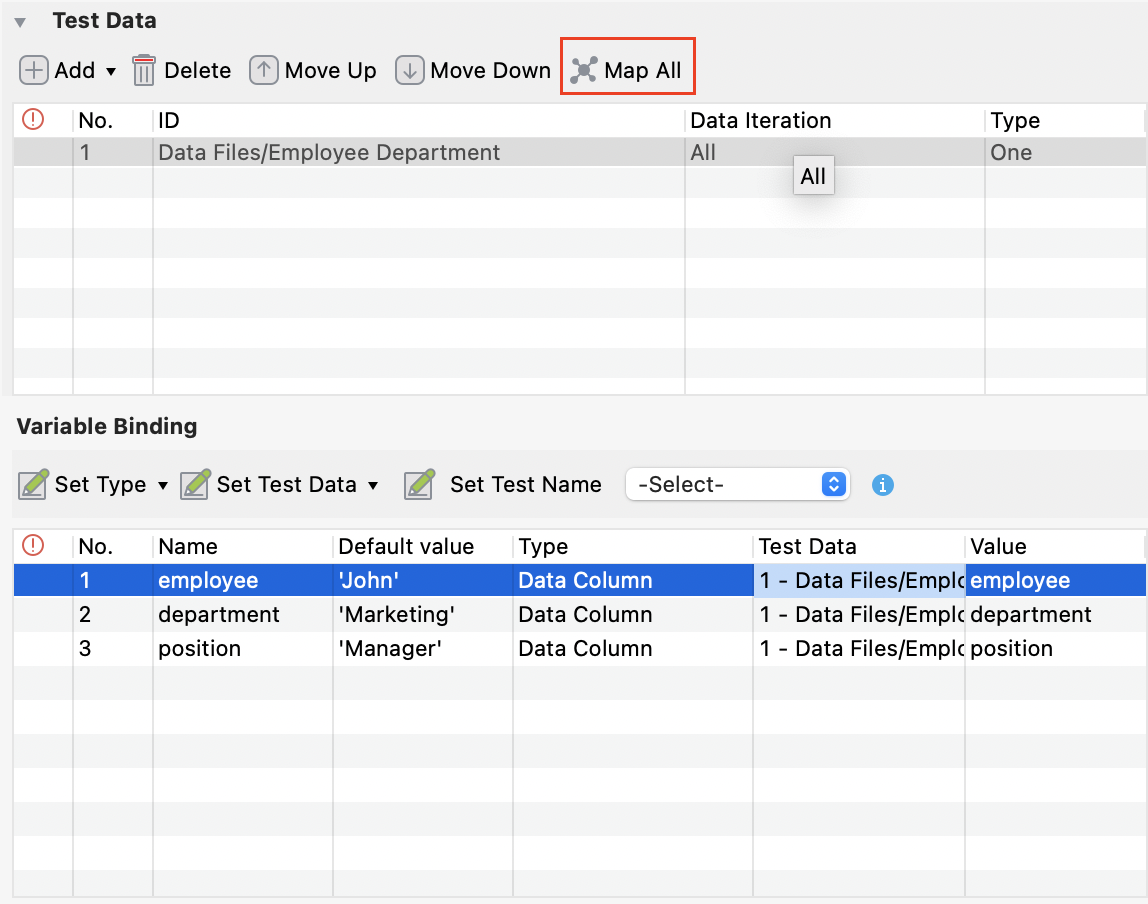 Test Data
Add Delete Move Up Move Down Map All
No. ID Data Iteration Type
1 Data Files/Employee Department All One
All
Variable Binding
Set Type Set Test Data Set Test Name -Select-
No. Name Default value Type Test Data Value
1 employee 'John' Data Column 1 - Data Files/Emplo employee
2 department 'Marketing' Data Column 1 - Data Files/Emplo department
3 position 'Manager' Data Column 1 - Data Files/Emplo position